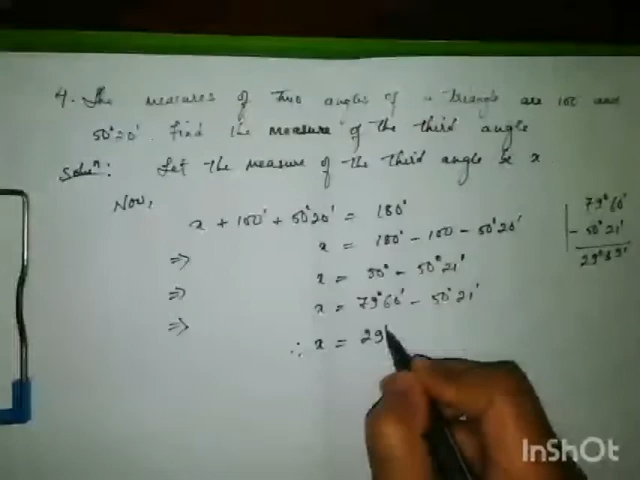 4. The measures of two angles of a triangle are 100 and
50°20'. Find the measure of the third angle
Solun: Let the measure of the third angle be x
Now,
x + 100° + 50°20' = 180°
⇒ x = 180° - 100 - 50°20'
⇒ x = 80° - 50°21'
⇒ x = 79°60' - 50°21'
∴ x = 29
79°60'
- 50°21'
29°39'
InShOt